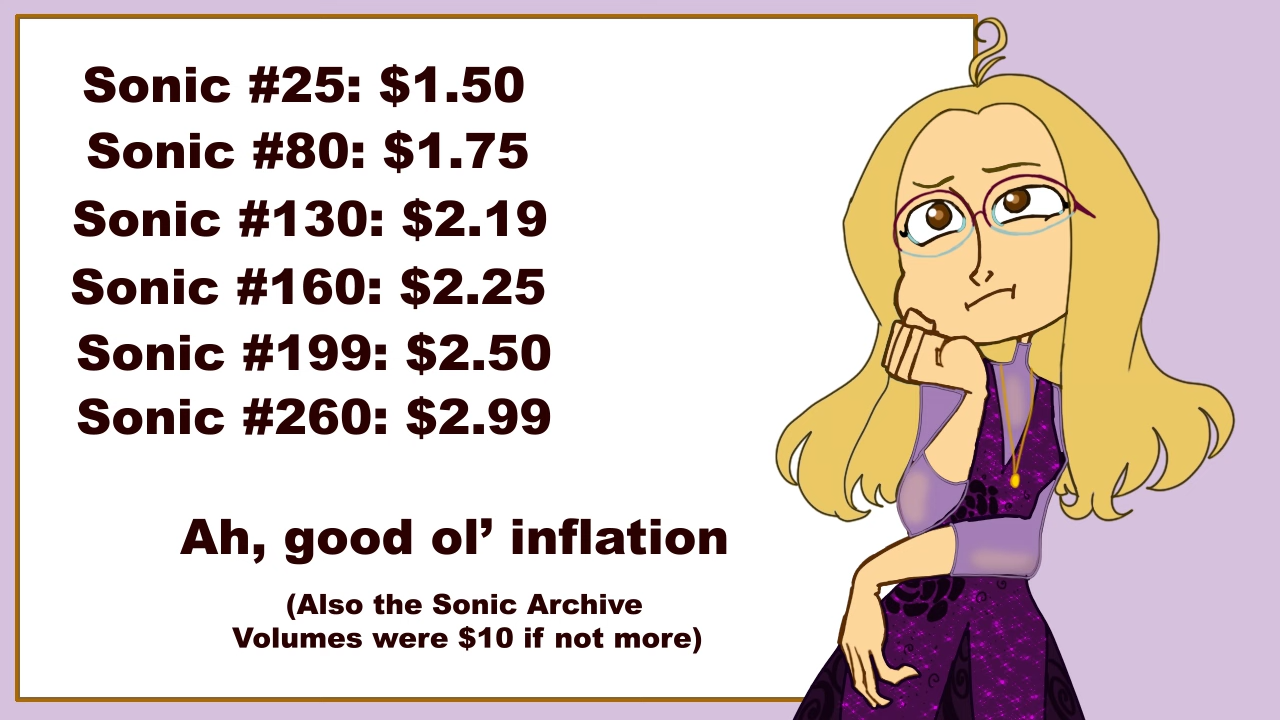 Sonic #25: $1.50
Sonic #80: $1.75
Sonic #130: $2.19
Sonic #160: $2.25
Sonic #199: $2.50
Sonic #260: $2.99
Ah, good ol’ inflation
(Also the Sonic Archive
Volumes were $10 if not more)